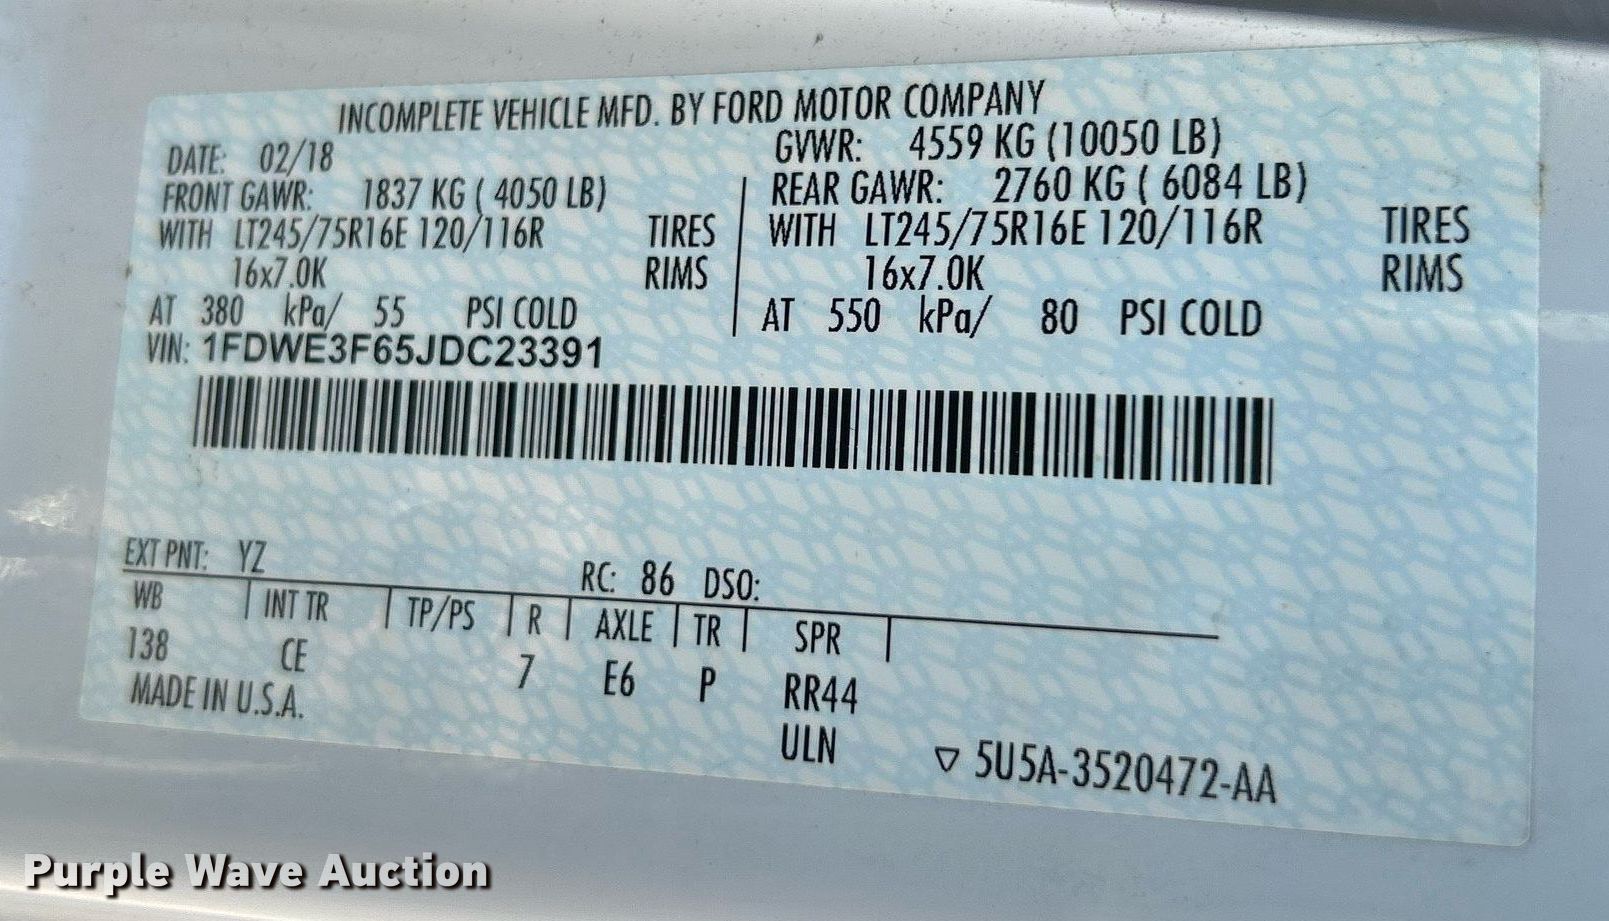 INCOMPLETE VEHICLE MFD. BY FORD MOTOR COMPANY
DATE: 02/18 GVWR: 4559 KG (10050 LB)
FRONT GAWR: 1837 KG ( 4050 LB) REAR GAWR: 2760 KG ( 6084 LB)
WITH LT245/75R16E 120/116R TIRES WITH LT245/75R16E 120/116R TIRES
16x7.0K RIMS 16x7.0K RIMS
AT 380 kPa/ 55 PSI COLD AT 550 kPa/ 80 PSI COLD
VIN: 1FDWE3F65JDC23391
EXT PNT: YZ RC: 86 DSO:
WB INT TR TP/PS R AXLE TR SPR
138 CE 7 E6 P RR44
MADE IN U.S.A. ULN
▽ 5U5A-3520472-AA
Purple Wave Auction